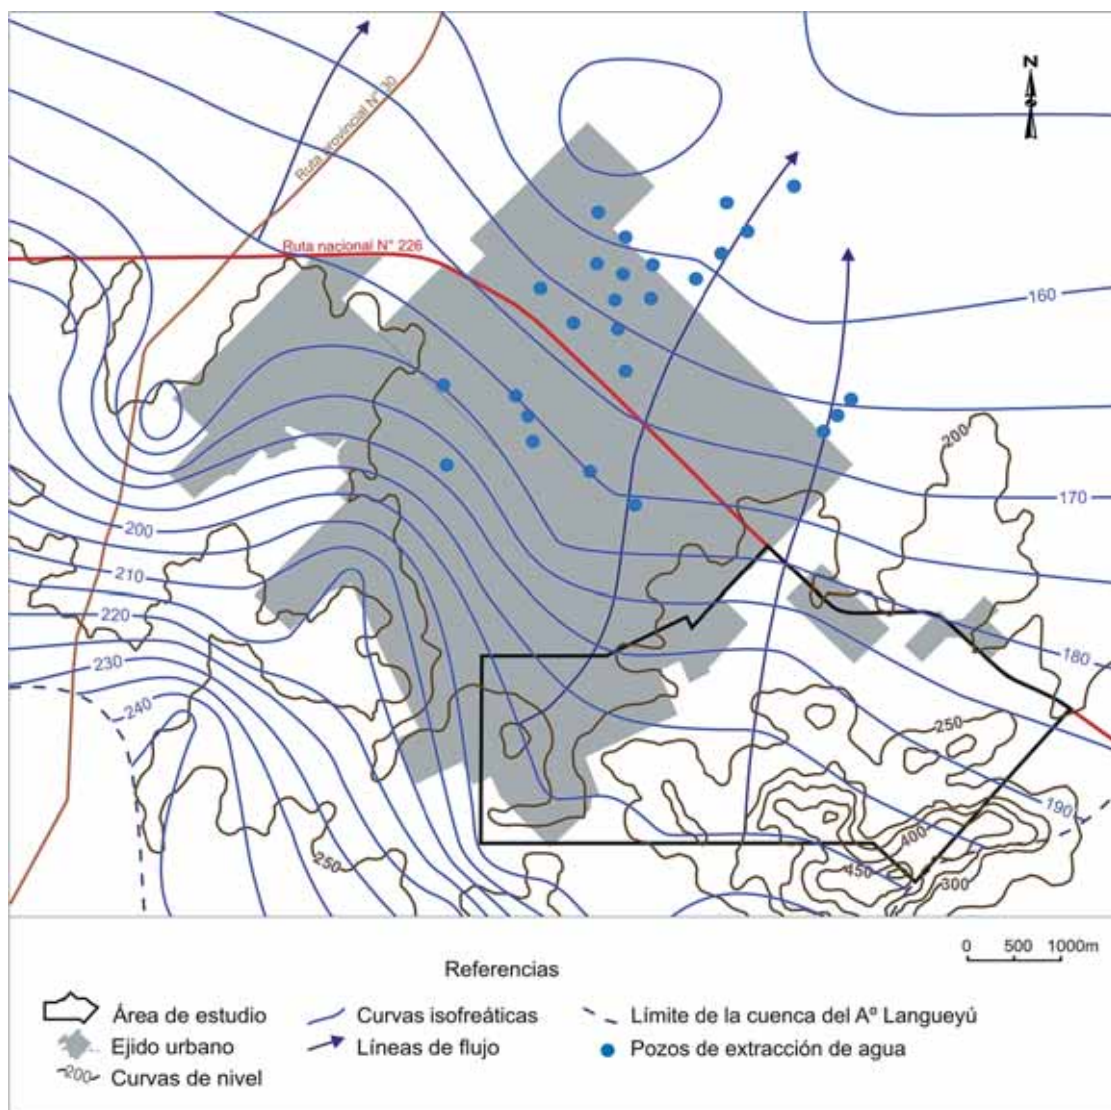 N
Ruta provincial N° 30
Ruta nacional N° 226
160
200
170
200
210
220
180
230
240
250
190
400
250
450
300
0 500 1000m
Referencias
Área de estudio
Ejido urbano
200
Curvas de nivel
Curvas isofreáticas
Líneas de flujo
Límite de la cuenca del Aº Langueyú
Pozos de extracción de agua